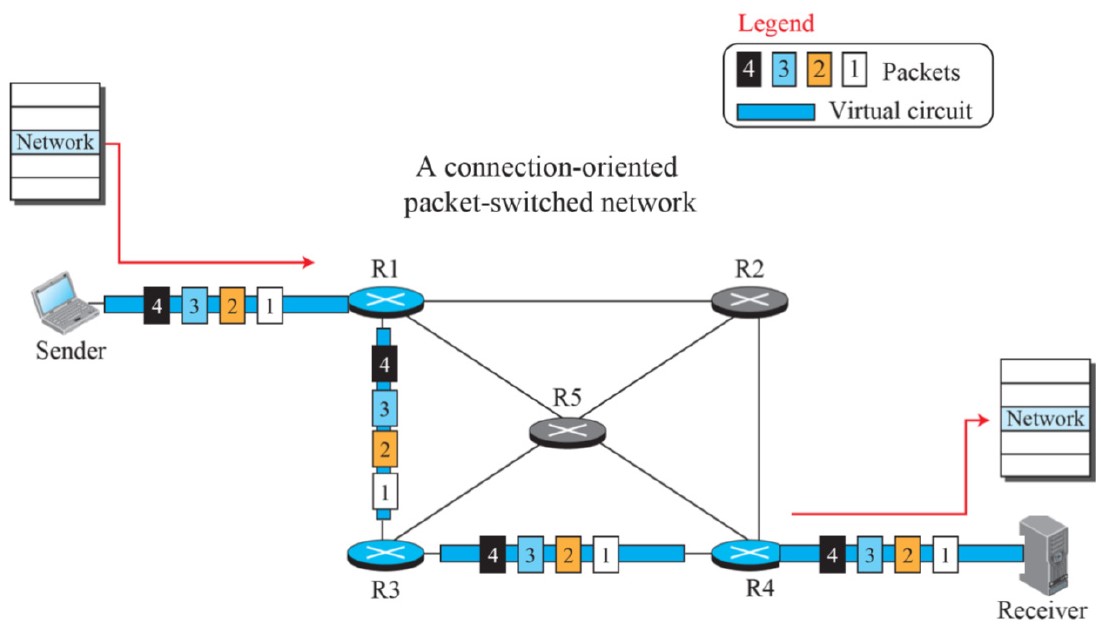 Legend
4 3 2 1 Packets
Virtual circuit
Network
A connection-oriented
packet-switched network
R1
R2
4 3 2 1
Sender
4
3
2
1
R5
Network
R3
4 3 2 1
R4
4 3 2 1
Receiver